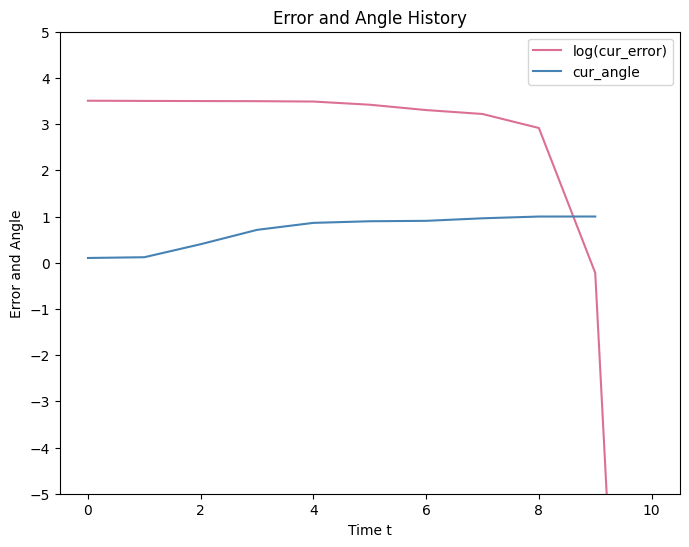 Error and Angle History
log(cur_error)
cur_angle
Error and Angle
5
4
3
2
1
0
−1
−2
−3
−4
−5
0 2 4 6 8 10
Time t